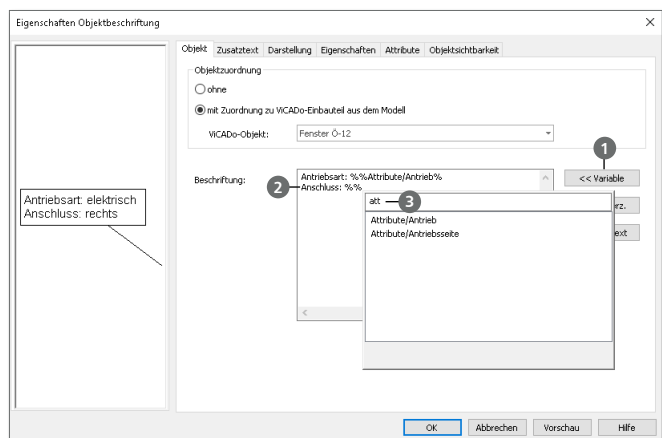 Eigenschaften Objektbeschriftung
Objekt Zusatztext Darstellung Eigenschaften Attribute Objektsichtbarkeit
Objektzuordnung
ohne
mit Zuordnung zu ViCADo-Einbauteil aus dem Modell
ViCADo-Objekt: Fenster Ö-12
1
Beschriftung: Antriebsart: %%Attribute/Antrieb% << Variable
2 Anschluss: %%
Antriebsart: elektrisch
Anschluss: rechts
att 3 rz.
Attribute/Antrieb
Attribute/Antriebsseite ext
OK Abbrechen Vorschau Hilfe